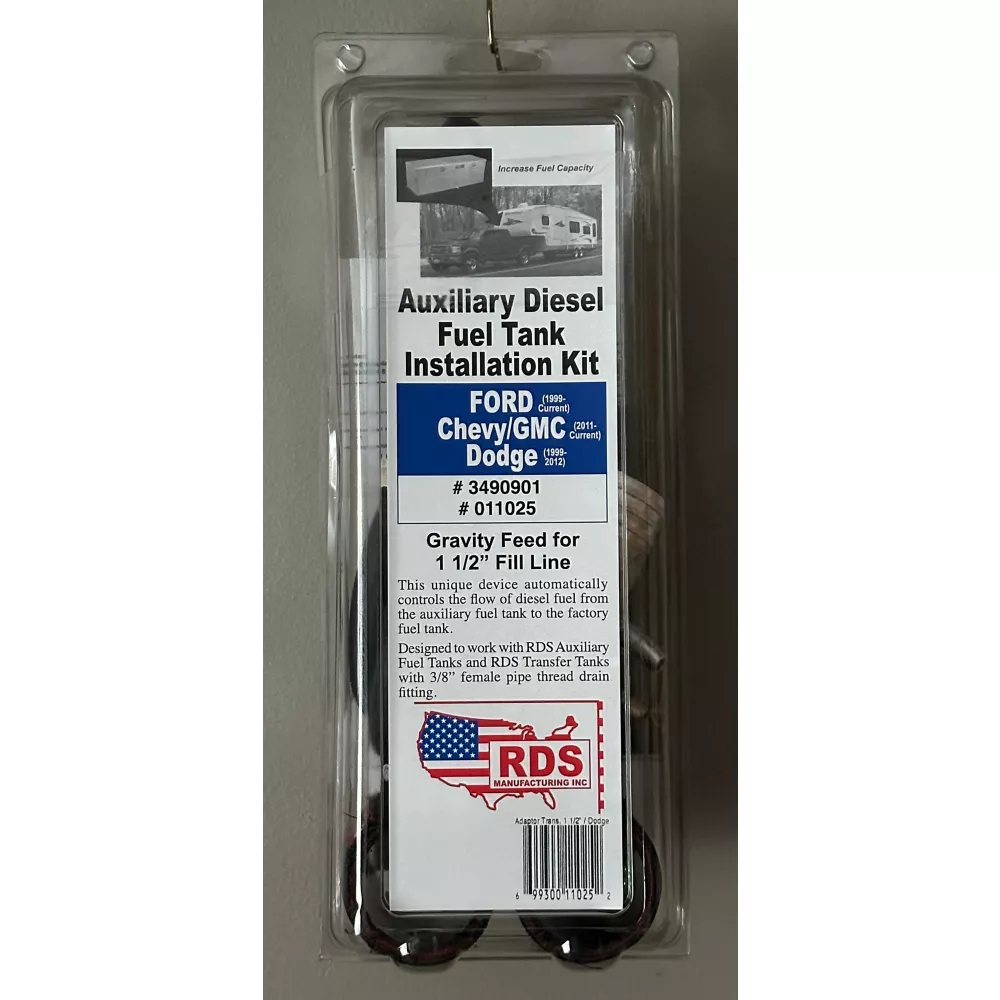 Increase Fuel Capacity
Auxiliary Diesel
Fuel Tank
Installation Kit
FORD (1999-Current)
Chevy/GMC (2011-Current)
Dodge (1999-2012)
# 3490901
# 011025
Gravity Feed for
1 1/2” Fill Line
This unique device automatically
controls the flow of diesel fuel from
the auxiliary fuel tank to the factory
fuel tank.
Designed to work with RDS Auxiliary
Fuel Tanks and RDS Transfer Tanks
with 3/8” female pipe thread drain
fitting.
RDS
MANUFACTURING INC
Adaptor Trans. 1 1/2" / Dodge
6 99300 11025 2